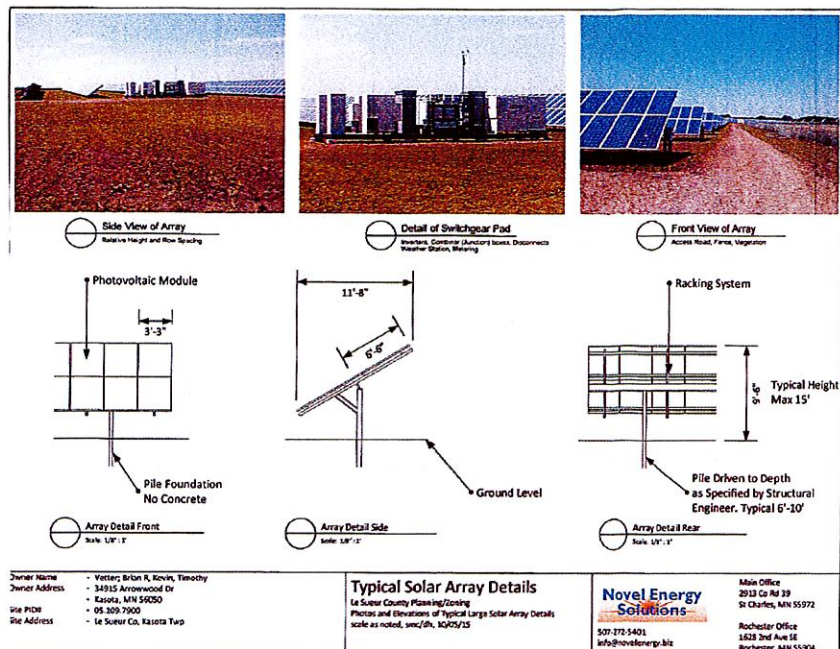 Side View of Array
Relative Height and Row Spacing
Detail of Switchgear Pad
Inverters, Combiner (Junction) boxes, Disconnects
Weather Station, Metering
Front View of Array
Access Road, Fence, Vegetation
Photovoltaic Module
3'-3"
Pile Foundation
No Concrete
Array Detail Front
Scale: 1/8" : 1'
11'-8"
6'-6"
Ground Level
Array Detail Side
Scale: 1/8" : 1'
Racking System
9'-6"
Typical Height
Max 15'
Pile Driven to Depth
as Specified by Structural
Engineer. Typical 6'-10'
Array Detail Rear
Scale: 1/8" : 1'
Owner Name - Vetter; Brian R, Kevin, Timothy
Owner Address - 34915 Arrowwood Dr
- Kasota, MN 56050
Site PID# - 05.109.7900
Site Address - Le Sueur Co, Kasota Twp
Typical Solar Array Details
Le Sueur County Planning/Zoning
Photos and Elevations of Typical Large Solar Array Details
scale as noted, smc/dh, 10/05/15
Novel Energy
Solutions
507-272-5401
info@novelenergy.biz
Main Office
2913 Co Rd 39
St Charles, MN 55972
Rochester Office
1628 2nd Ave SE
Rochester, MN 55904